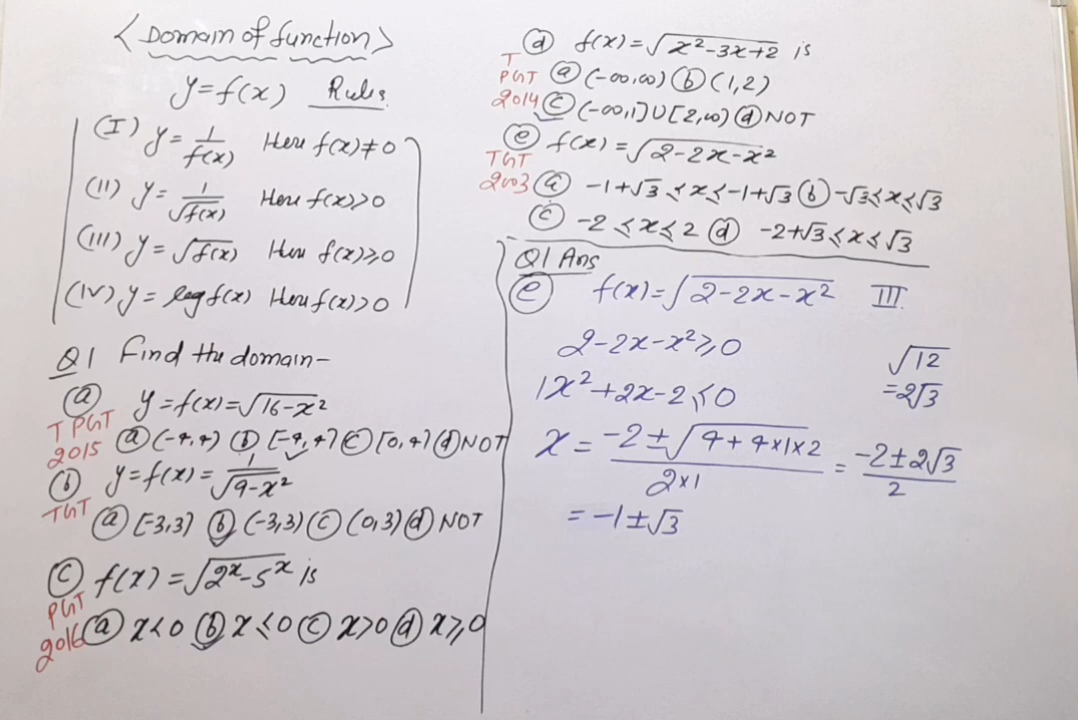 < Domain of function >
y=f(x) Rules
(I) y= 1/f(x) Here f(x)≠0
(II) y= 1/√f(x) Here f(x)>0
(III) y=√f(x) Here f(x)≥0
(IV) y= log f(x) Here f(x)>0
Q1 Find the domain-
(a) y=f(x)=√16-x²
T PGT 2015
(a) (-4,4) (b) [-4,4] (c) [0,4] (d) NOT
(b) y=f(x)= 1/√9-x²
TGT
(a) [-3,3] (b) (-3,3) (c) (0,3) (d) NOT
(c) f(x)=√2ˣ-5ˣ is
PGT 2016
(a) x<0 (b) x≤0 (c) x>0 (d) x≥0
(d) f(x)=√x²-3x+2 is
T PGT 2014
(a) (-∞,∞) (b) (1,2)
(c) (-∞,1]∪[2,∞) (d) NOT
(e) f(x)=√2-2x-x²
TGT 2003
(a) -1+√3≤x≤-1+√3 (b) -√3≤x≤√3
(c) -2≤x≤2 (d) -2+√3≤x≤√3
Q1 Ans
(e) f(x)=√2-2x-x² III
2-2x-x²≥0
√12
1x²+2x-2≤0
=2√3
x= -2±√4+4×1×2/2×1 = -2±2√3/2
= -1±√3